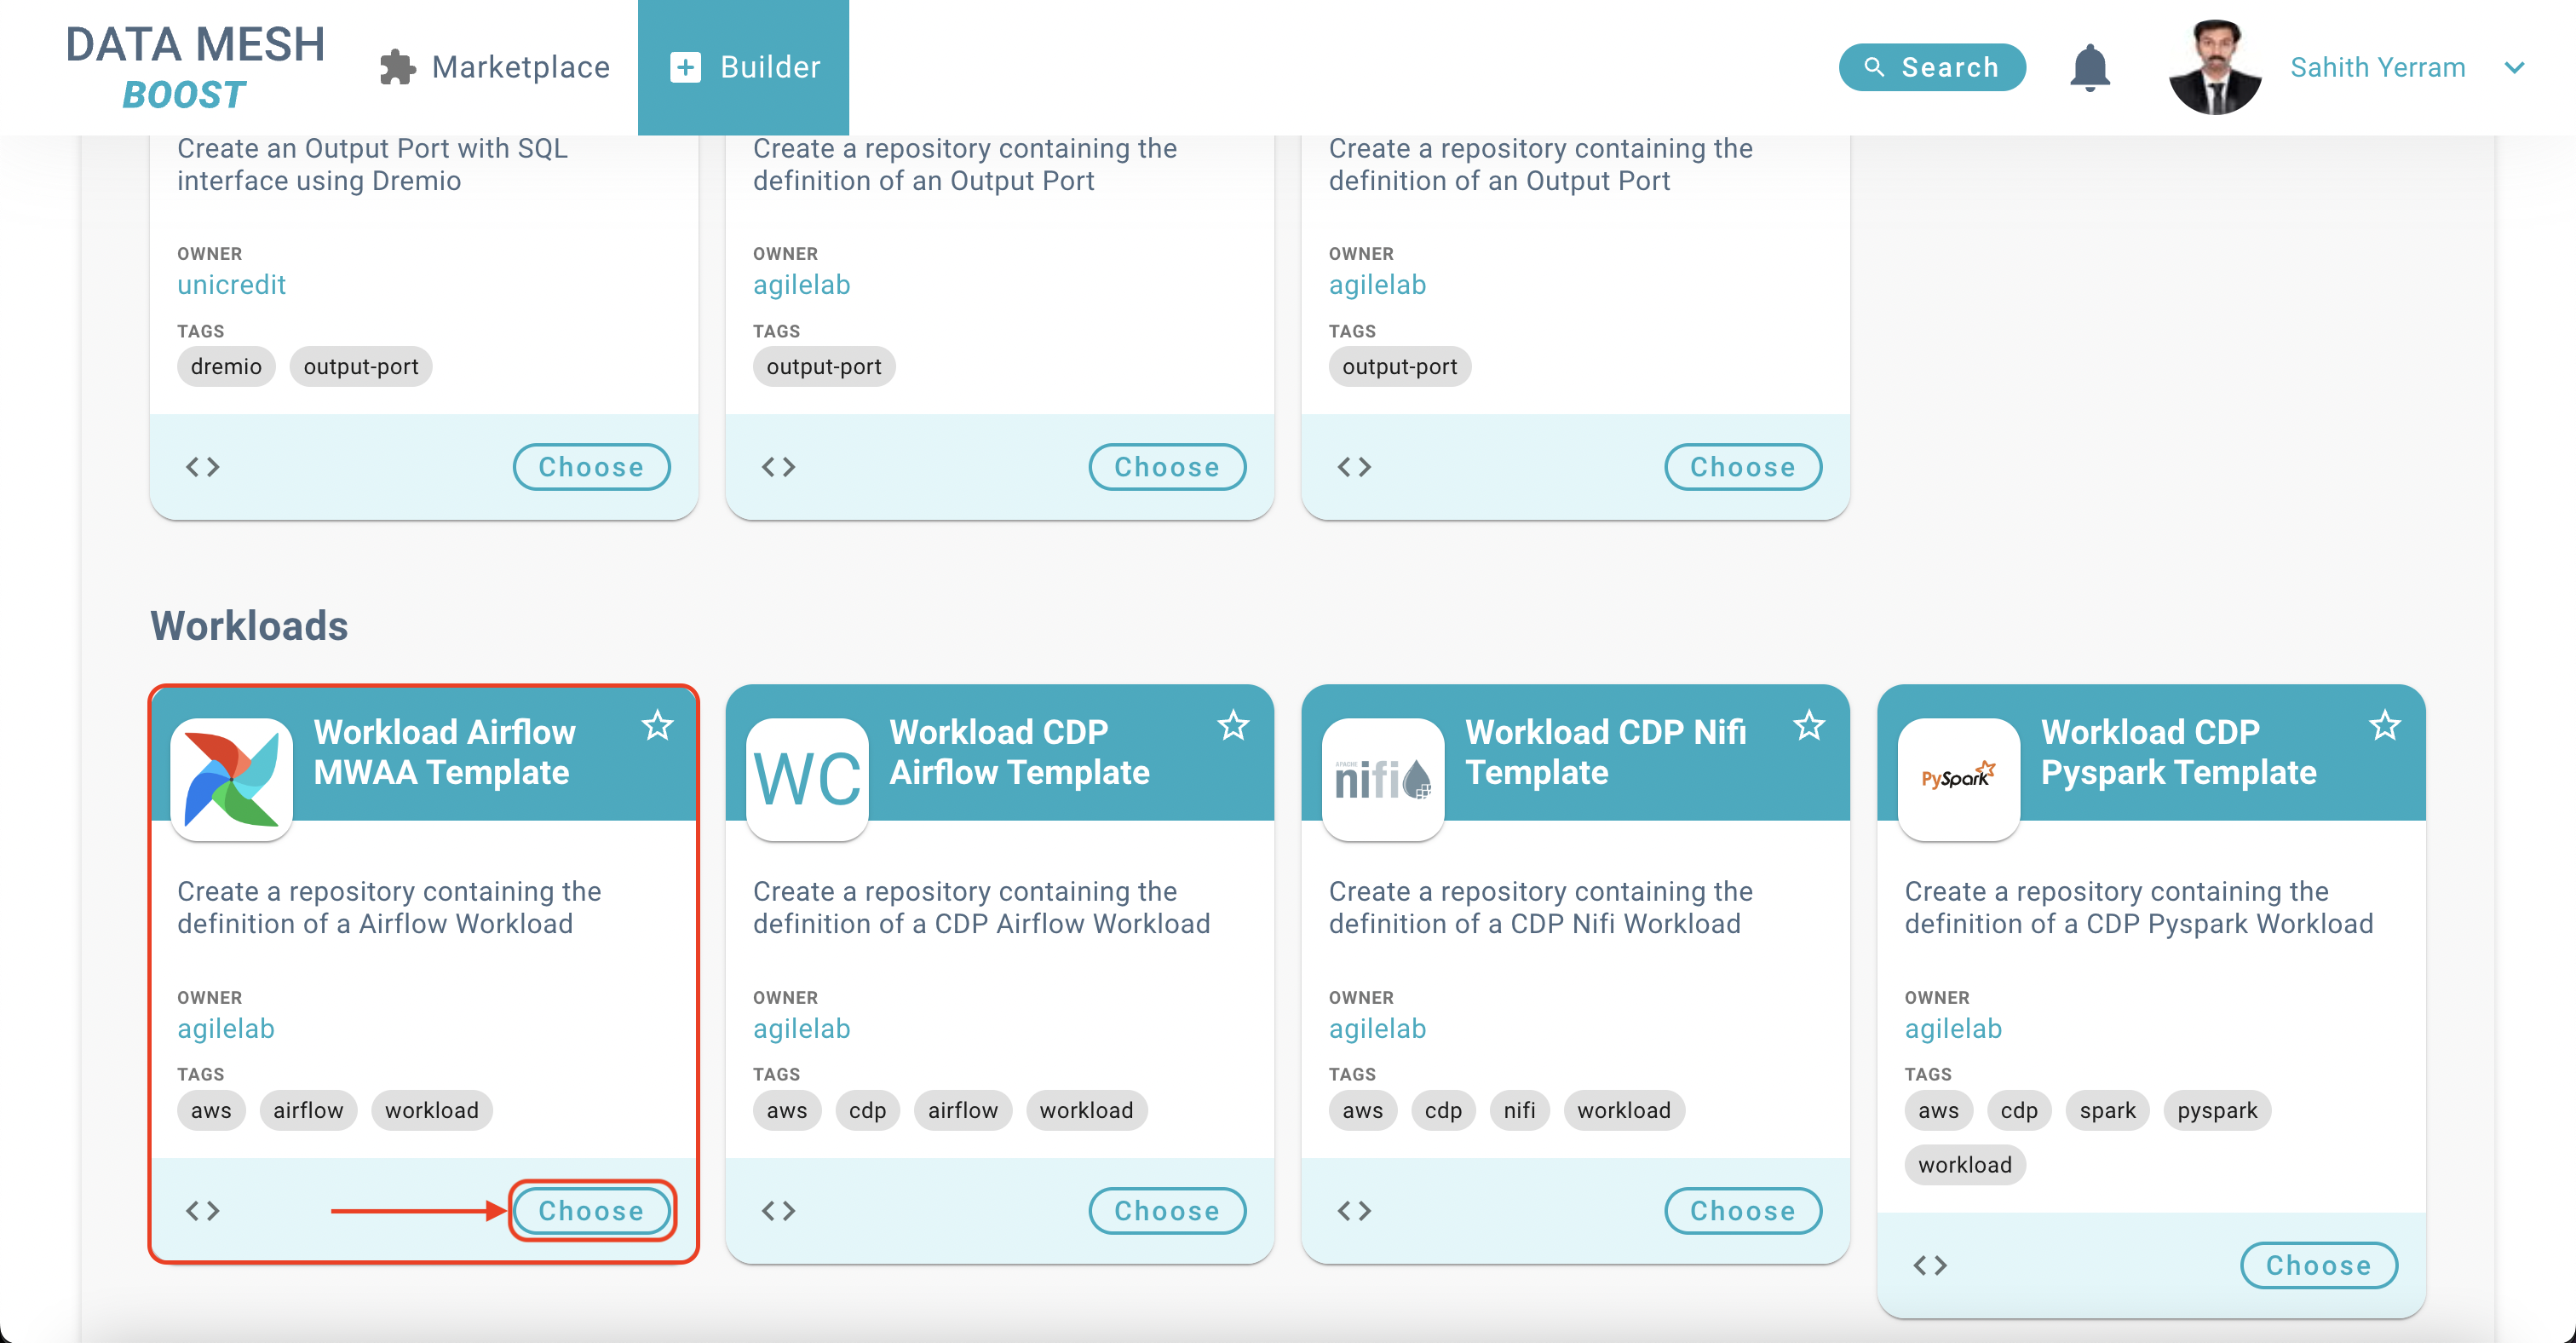 DATA MESH
BOOST
Marketplace
Builder
Search
Sahith Yerram
Create an Output Port with SQL
interface using Dremio
OWNER
unicredit
TAGS
dremio output-port
Choose
Create a repository containing the
definition of an Output Port
OWNER
agilelab
TAGS
output-port
Choose
Create a repository containing the
definition of an Output Port
OWNER
agilelab
TAGS
output-port
Choose
Workloads
Workload Airflow
MWAA Template
Create a repository containing the
definition of a Airflow Workload
OWNER
agilelab
TAGS
aws airflow workload
Choose
WC
Workload CDP
Airflow Template
Create a repository containing the
definition of a CDP Airflow Workload
OWNER
agilelab
TAGS
aws cdp airflow workload
Choose
APACHE
nifi
Workload CDP Nifi
Template
Create a repository containing the
definition of a CDP Nifi Workload
OWNER
agilelab
TAGS
aws cdp nifi workload
Choose
PySpark
Workload CDP
Pyspark Template
Create a repository containing the
definition of a CDP Pyspark Workload
OWNER
agilelab
TAGS
aws cdp spark pyspark
workload
Choose